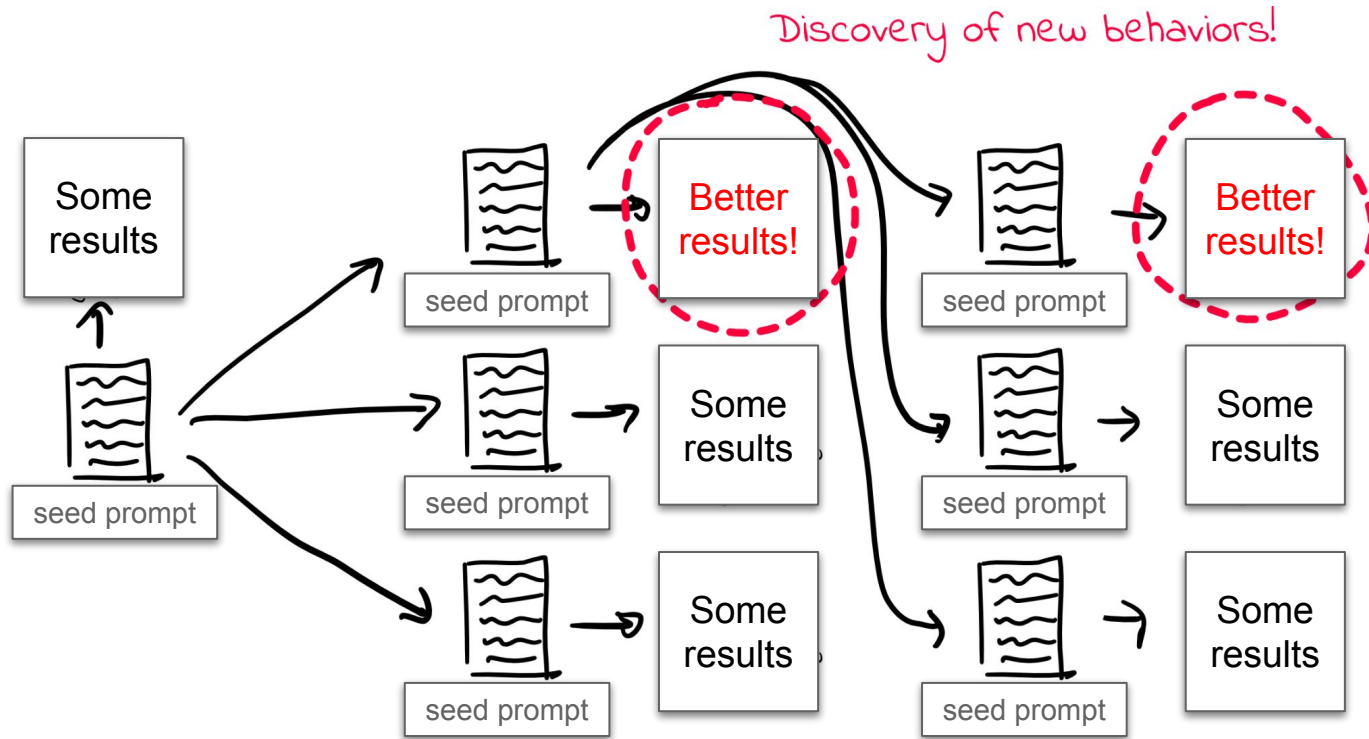 Discovery of new behaviors!
Some
results
seed prompt
seed prompt
Better
results!
seed prompt
Better
results!
seed prompt
Some
results
seed prompt
Some
results
seed prompt
Some
results
seed prompt
Some
results